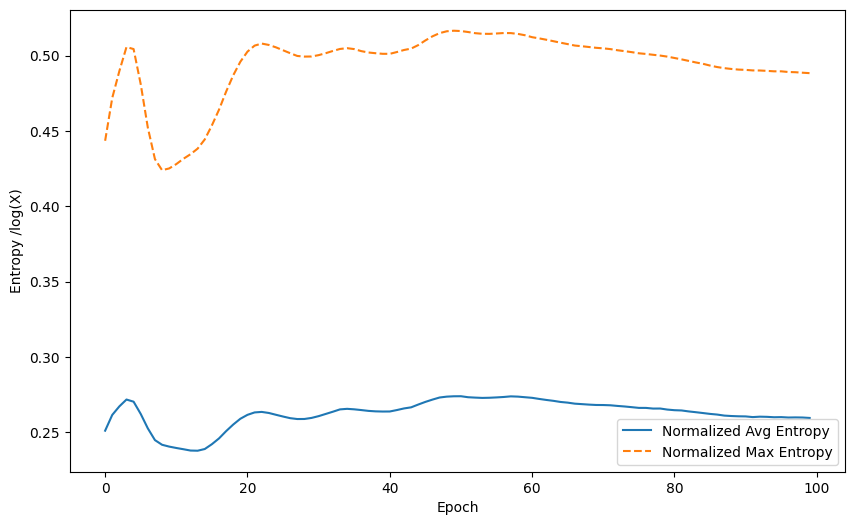 0.50
0.45
0.40
0.35
0.30
0.25
Entropy /log(X)
0 20 40 60 80 100
Epoch
Normalized Avg Entropy
Normalized Max Entropy